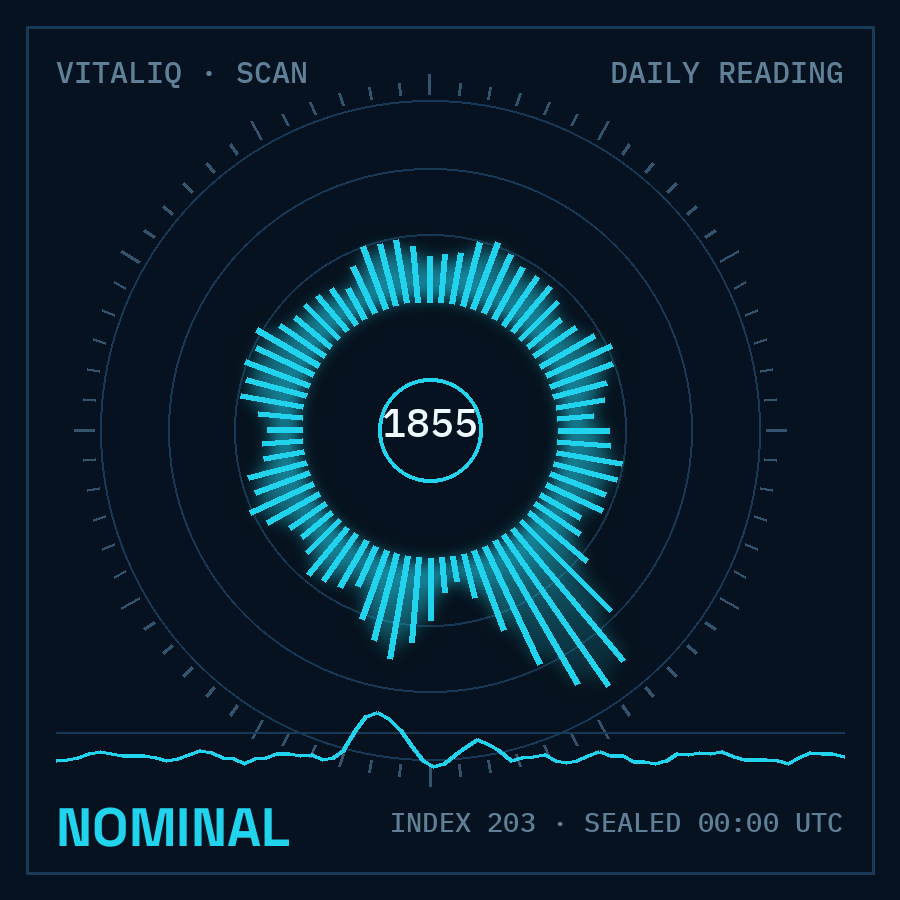 VITALIQ · SCAN
DAILY READING
1855
NOMINAL
INDEX 203 · SEALED 00:00 UTC